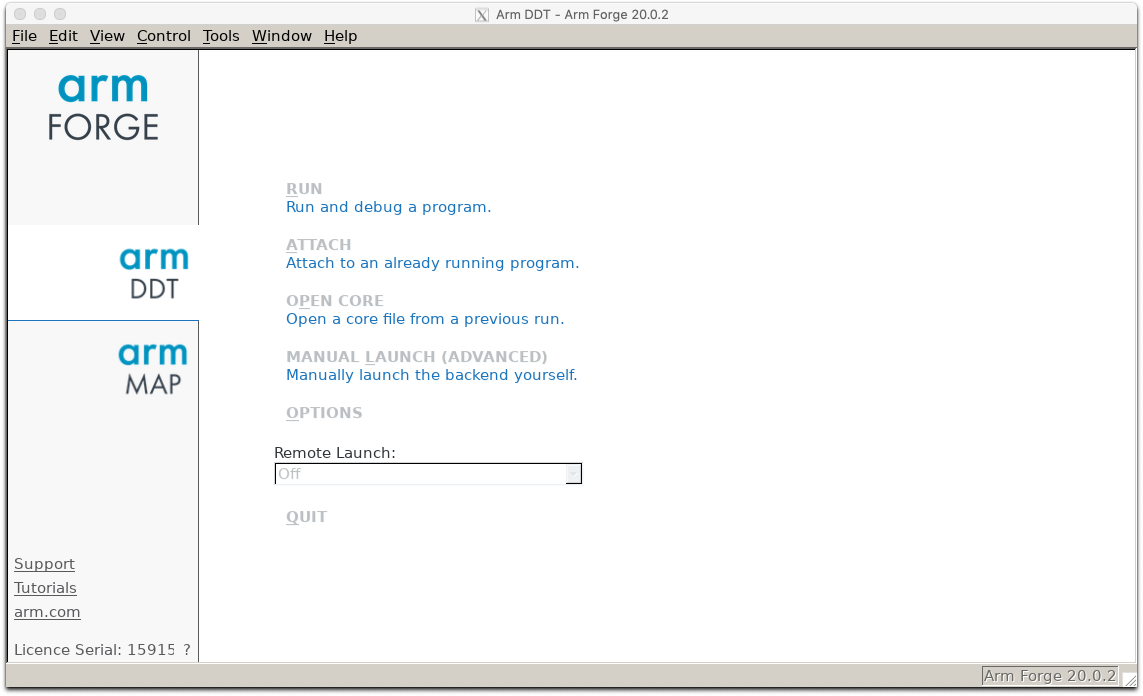 Arm DDT - Arm Forge 20.0.2
File Edit View Control Tools Window Help
arm
FORGE
arm
DDT
arm
MAP
RUN
Run and debug a program.
ATTACH
Attach to an already running program.
OPEN CORE
Open a core file from a previous run.
MANUAL LAUNCH (ADVANCED)
Manually launch the backend yourself.
OPTIONS
Remote Launch:
Off
QUIT
Support
Tutorials
arm.com
Licence Serial: 15915 ?
Arm Forge 20.0.2